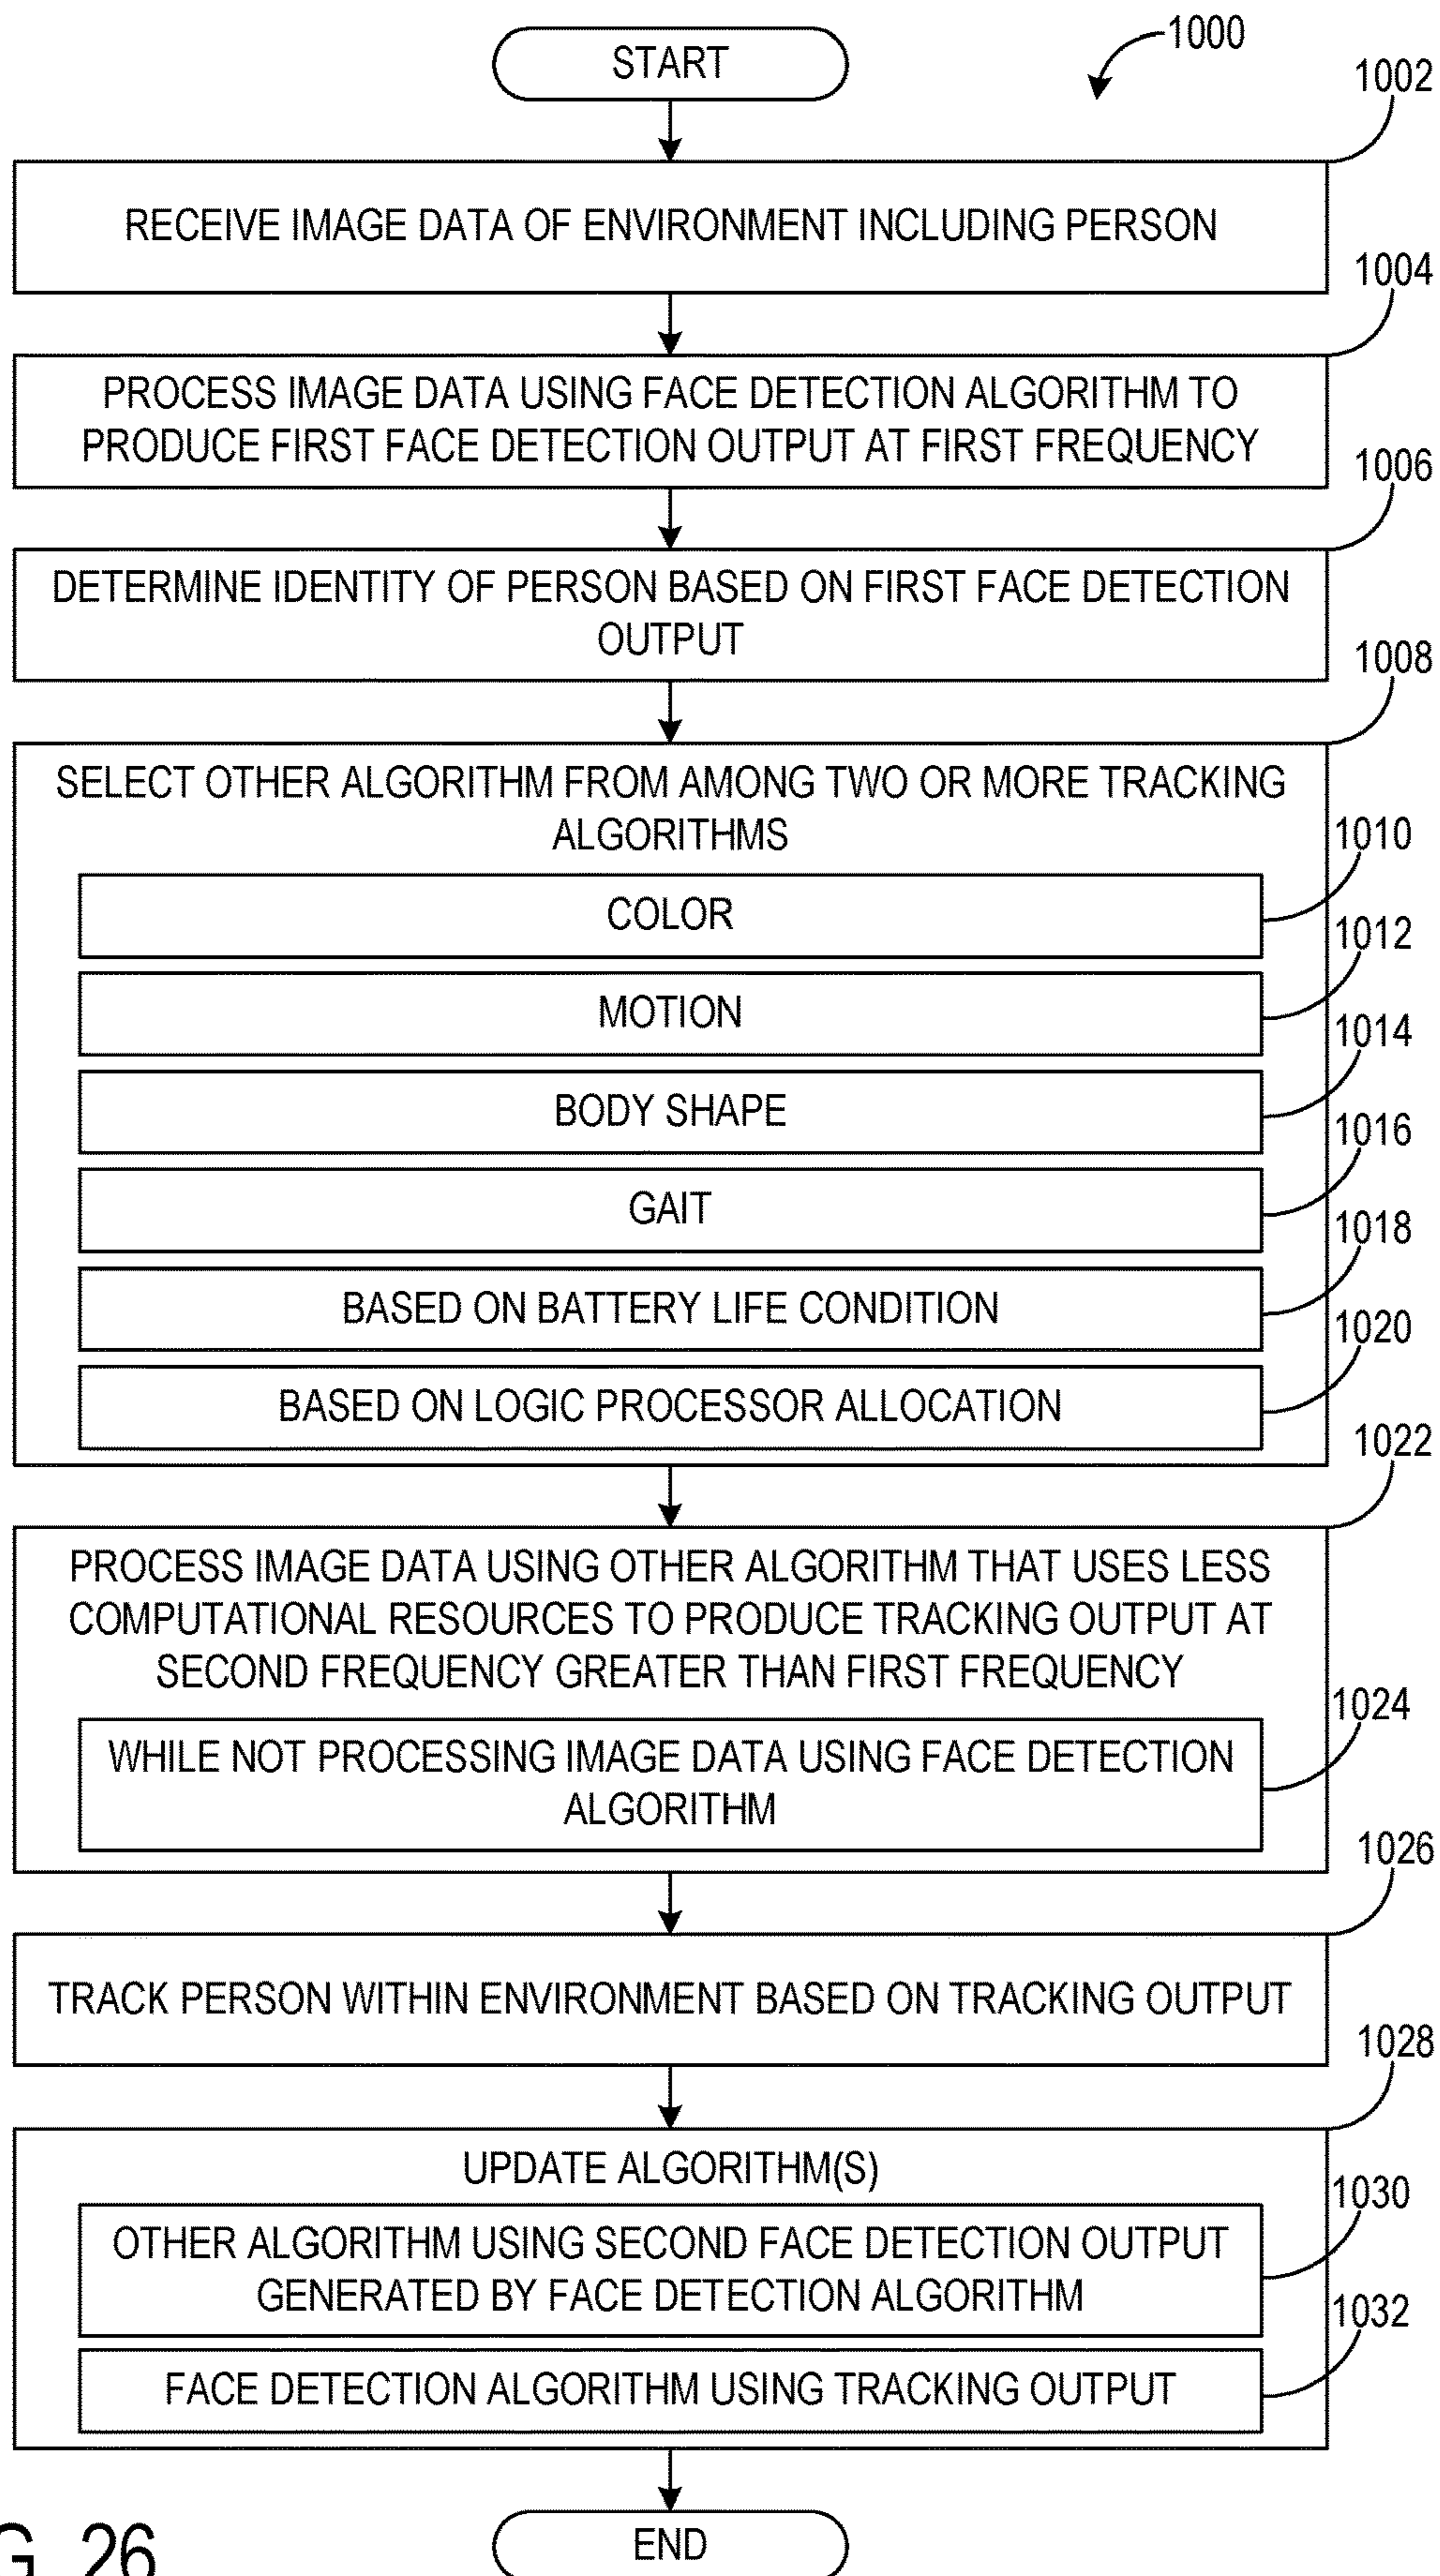 START
1000
1002
RECEIVE IMAGE DATA OF ENVIRONMENT INCLUDING PERSON
1004
PROCESS IMAGE DATA USING FACE DETECTION ALGORITHM TO
PRODUCE FIRST FACE DETECTION OUTPUT AT FIRST FREQUENCY
1006
DETERMINE IDENTITY OF PERSON BASED ON FIRST FACE DETECTION
OUTPUT
1008
SELECT OTHER ALGORITHM FROM AMONG TWO OR MORE TRACKING
ALGORITHMS
1010
COLOR
1012
MOTION
1014
BODY SHAPE
1016
GAIT
1018
BASED ON BATTERY LIFE CONDITION
1020
BASED ON LOGIC PROCESSOR ALLOCATION
1022
PROCESS IMAGE DATA USING OTHER ALGORITHM THAT USES LESS
COMPUTATIONAL RESOURCES TO PRODUCE TRACKING OUTPUT AT
SECOND FREQUENCY GREATER THAN FIRST FREQUENCY
1024
WHILE NOT PROCESSING IMAGE DATA USING FACE DETECTION
ALGORITHM
1026
TRACK PERSON WITHIN ENVIRONMENT BASED ON TRACKING OUTPUT
1028
UPDATE ALGORITHM(S)
1030
OTHER ALGORITHM USING SECOND FACE DETECTION OUTPUT
GENERATED BY FACE DETECTION ALGORITHM
1032
FACE DETECTION ALGORITHM USING TRACKING OUTPUT
END
26